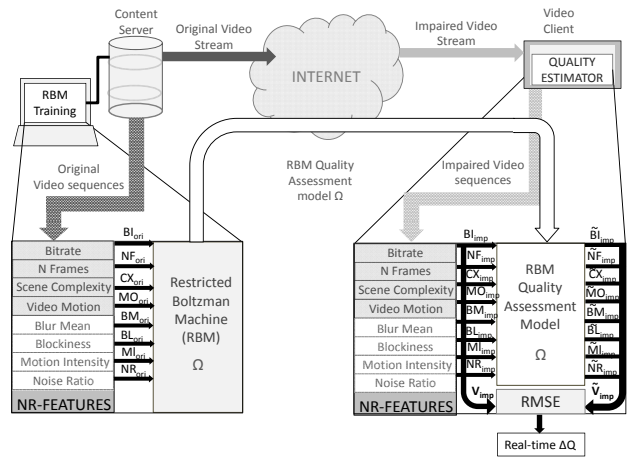 Content
Server
Original Video
Stream
INTERNET
Impaired Video
Stream
Video
Client
QUALITY
ESTIMATOR
RBM
Training
Original
Video sequences
RBM Quality
Assessment
model Ω
Impaired Video
sequences
Bitrate
N Frames
Scene Complexity
Video Motion
Blur Mean
Blockiness
Motion Intensity
Noise Ratio
NR-FEATURES
BI_ori
NF_ori
CX_ori
MO_ori
BM_ori
BL_ori
MI_ori
NR_ori
Restricted
Boltzman
Machine
(RBM)
Ω
Bitrate
N Frames
Scene Complexity
Video Motion
Blur Mean
Blockiness
Motion Intensity
Noise Ratio
NR-FEATURES
BI_imp
NF_imp
CX_imp
MO_imp
BM_imp
BL_imp
MI_imp
NR_imp
V_imp
RBM
Quality
Assessment
Model
Ω
RMSE
B̃I_imp
ÑF_imp
C̃X_imp
M̃O_imp
B̃M_imp
B̃L_imp
M̃I_imp
ÑR_imp
Ṽ_imp
Real-time ΔQ